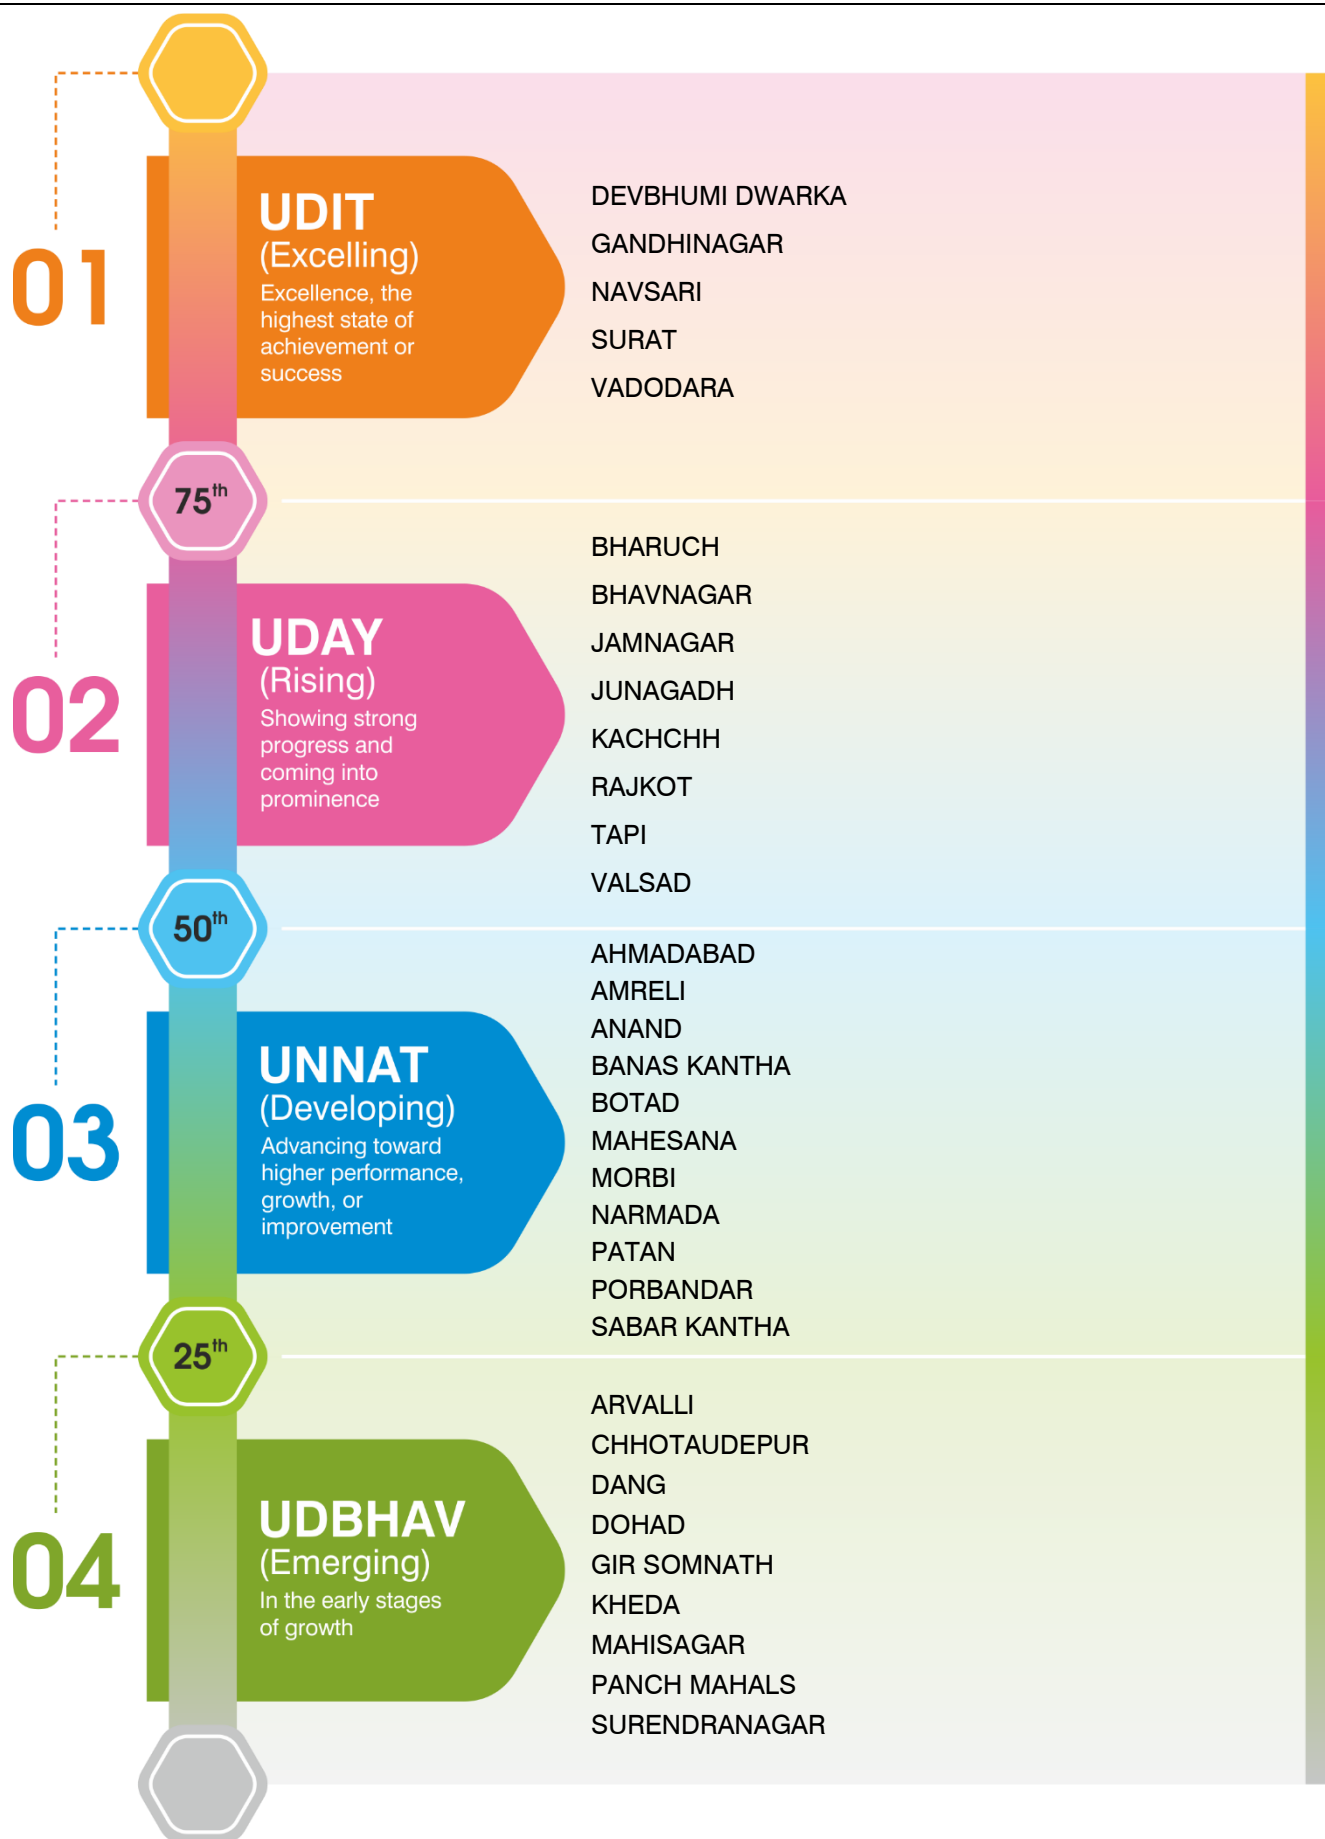 01
UDIT
(Excelling)
Excellence, the
highest state of
achievement or
success
DEVBHUMI DWARKA
GANDHINAGAR
NAVSARI
SURAT
VADODARA
75th
02
UDAY
(Rising)
Showing strong
progress and
coming into
prominence
BHARUCH
BHAVNAGAR
JAMNAGAR
JUNAGADH
KACHCHH
RAJKOT
TAPI
VALSAD
50th
03
UNNAT
(Developing)
Advancing toward
higher performance,
growth, or
improvement
AHMADABAD
AMRELI
ANAND
BANAS KANTHA
BOTAD
MAHESANA
MORBI
NARMADA
PATAN
PORBANDAR
SABAR KANTHA
25th
04
UDBHAV
(Emerging)
In the early stages
of growth
ARVALLI
CHHOTAUDEPUR
DANG
DOHAD
GIR SOMNATH
KHEDA
MAHISAGAR
PANCH MAHALS
SURENDRANAGAR